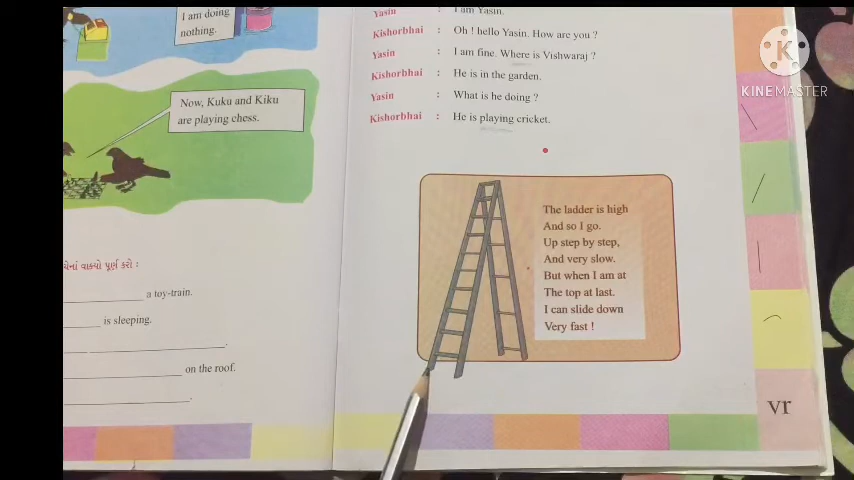 I am doing
nothing.
Now, Kuku and Kiku
are playing chess.
વાક્યો પૂર્ણ કરો :
a toy-train.
is sleeping.
on the roof.
Yasin : I am Yasin.
Kishorbhai : Oh ! hello Yasin. How are you ?
Yasin : I am fine. Where is Vishwaraj ?
Kishorbhai : He is in the garden.
Yasin : What is he doing ?
Kishorbhai : He is playing cricket.
The ladder is high
And so I go.
Up step by step,
And very slow.
But when I am at
The top at last.
I can slide down
Very fast !
vr
K
KINEMASTER